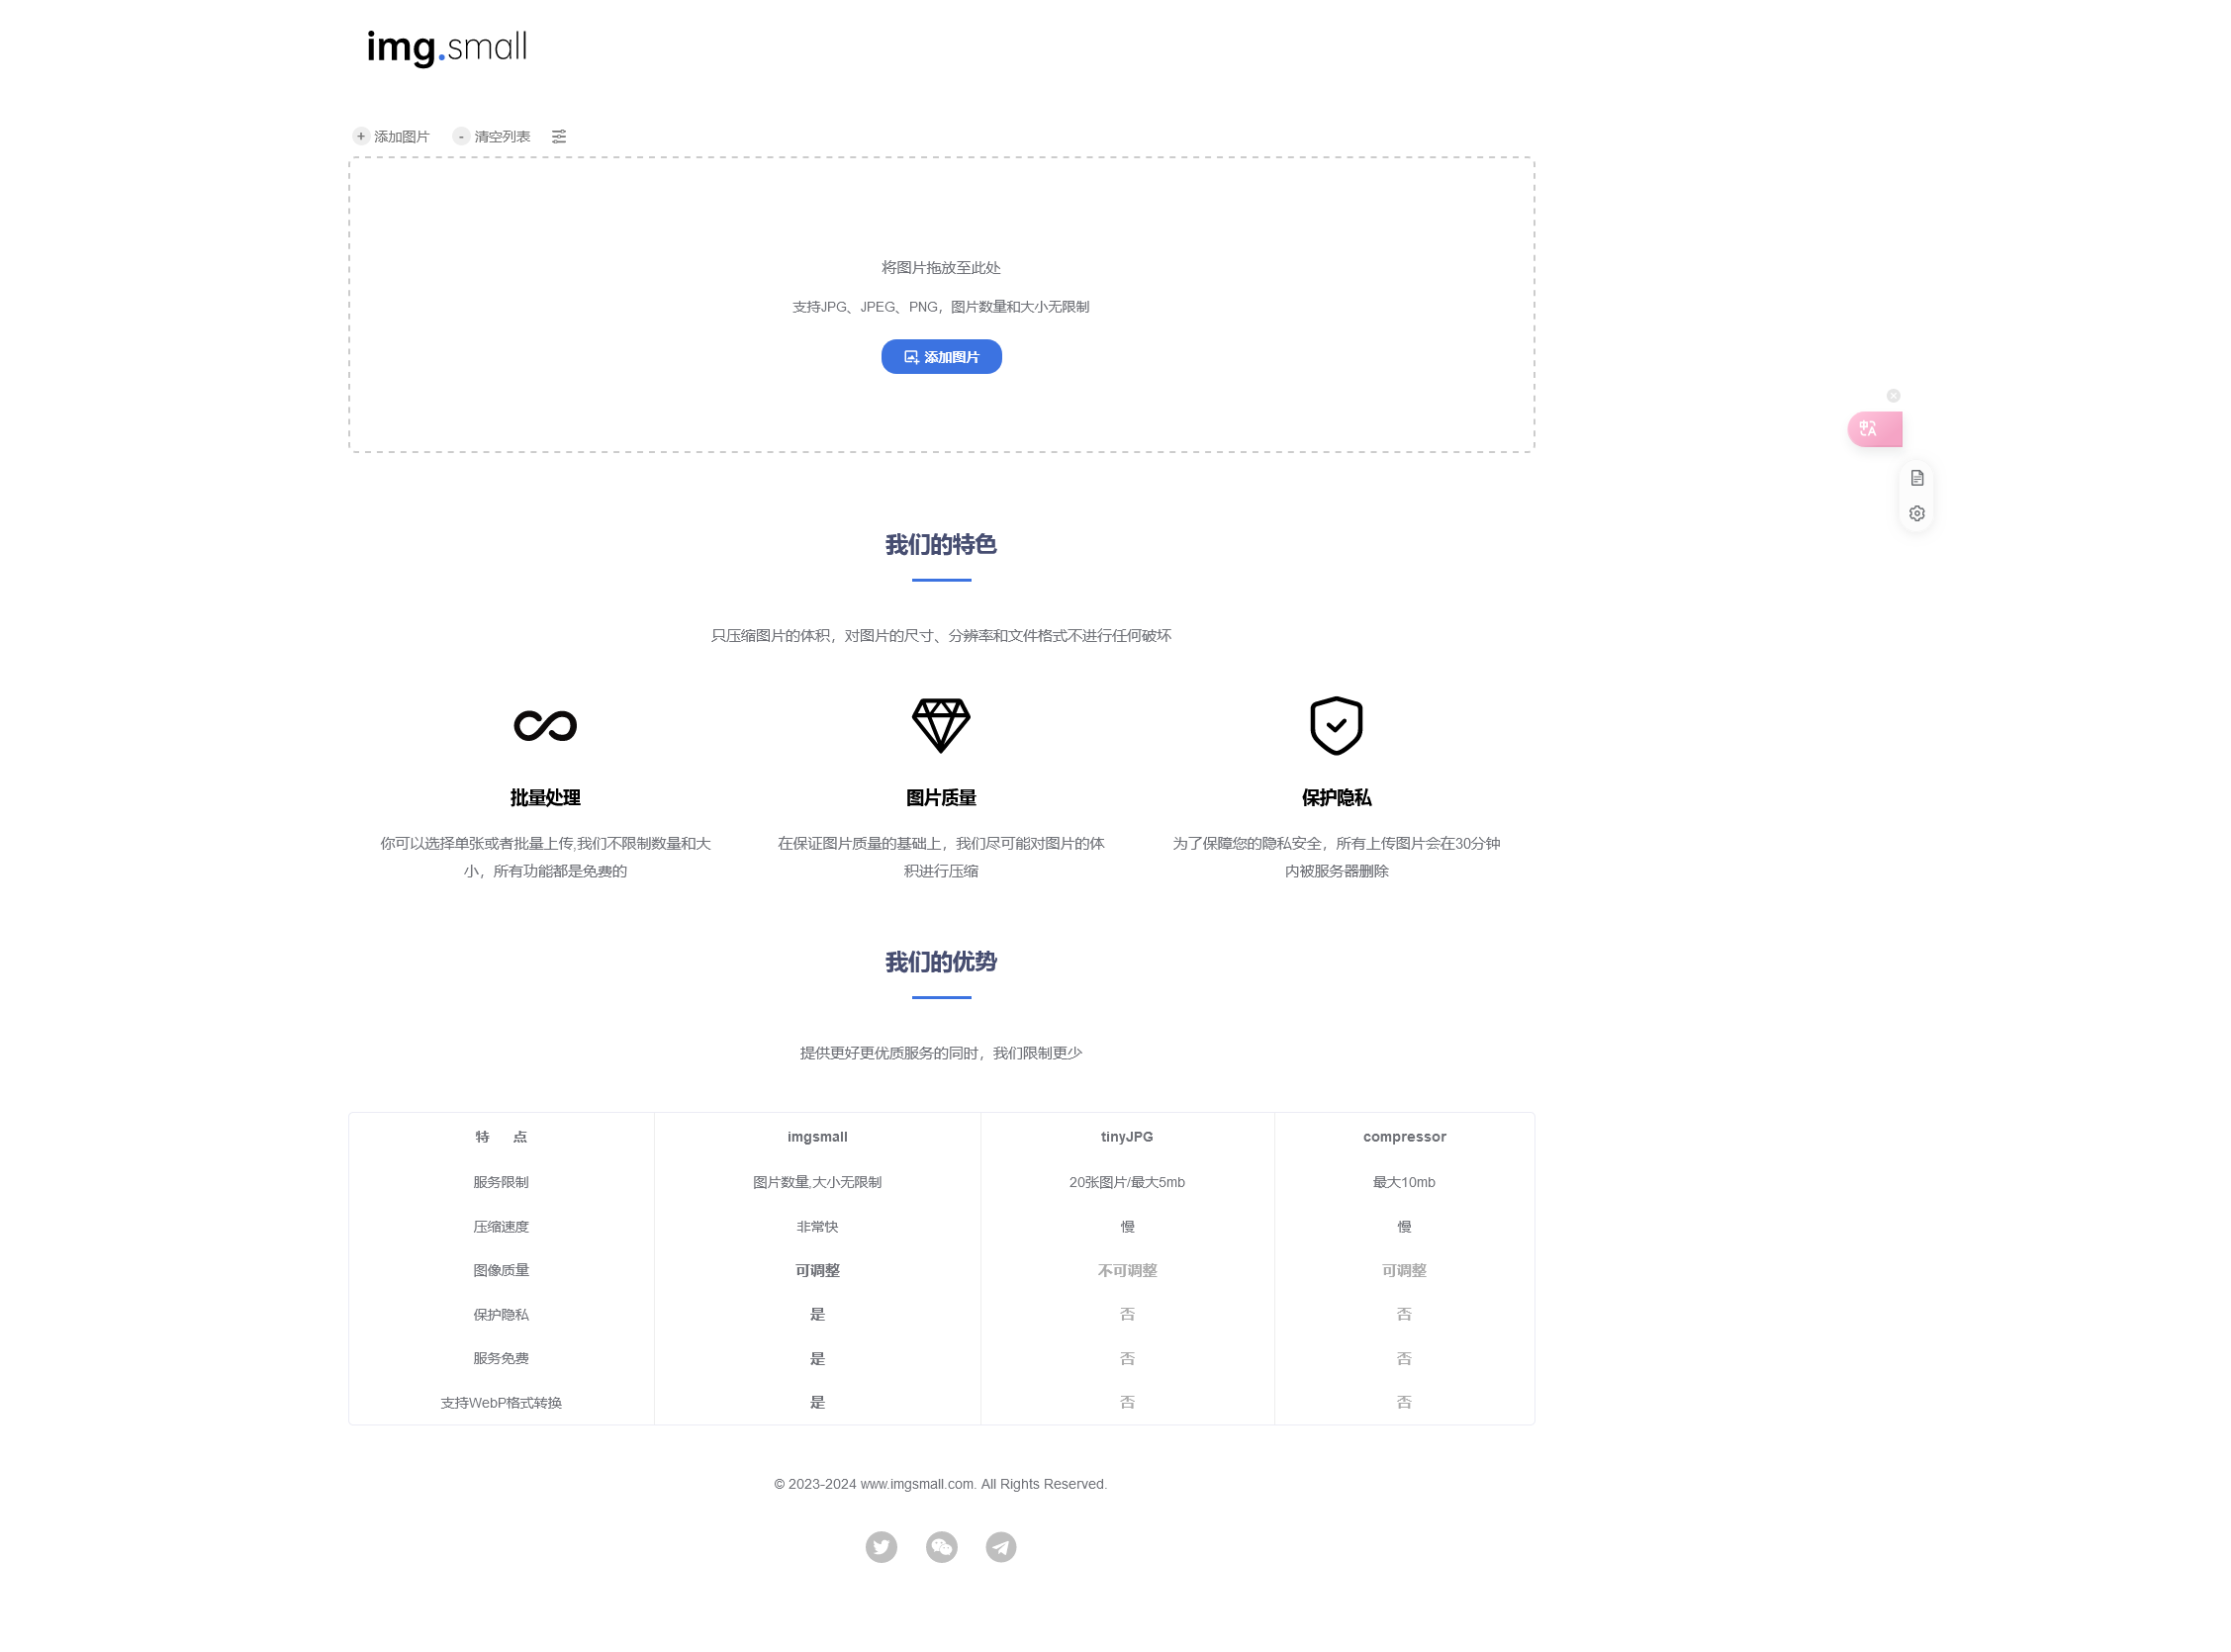 img.small
+ 添加图片 - 清空列表
将图片拖放至此处
支持JPG、JPEG、PNG，图片数量和大小无限制
添加图片
我们的特色
只压缩图片的体积，对图片的尺寸、分辨率和文件格式不进行任何破坏
批量处理
你可以选择单张或者批量上传,我们不限制数量和大
小，所有功能都是免费的
图片质量
在保证图片质量的基础上，我们尽可能对图片的体
积进行压缩
保护隐私
为了保障您的隐私安全，所有上传图片会在30分钟
内被服务器删除
我们的优势
提供更好更优质服务的同时，我们限制更少
特 点 imgsmall tinyJPG compressor
服务限制 图片数量,大小无限制 20张图片/最大5mb 最大10mb
压缩速度 非常快 慢 慢
图像质量 可调整 不可调整 可调整
保护隐私 是 否 否
服务免费 是 否 否
支持WebP格式转换 是 否 否
© 2023-2024 www.imgsmall.com. All Rights Reserved.